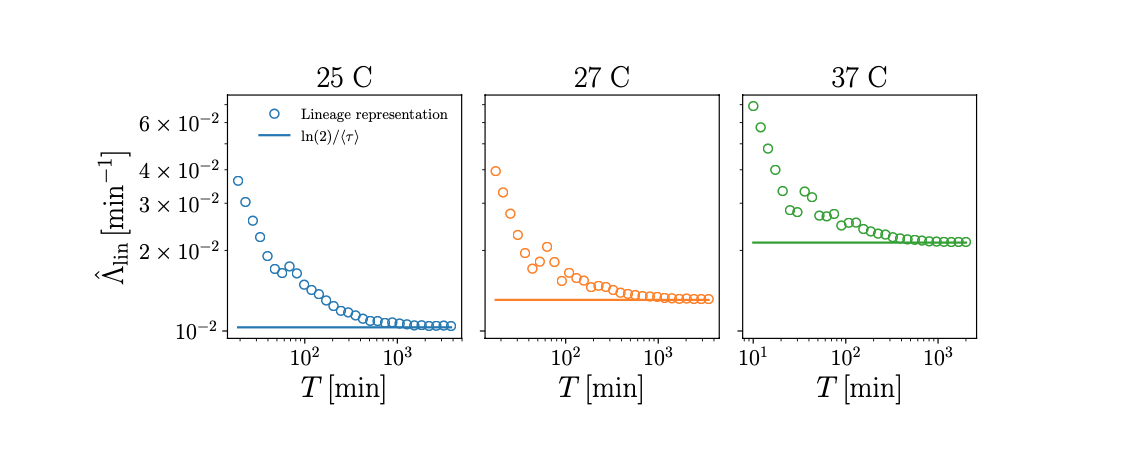 25 C
27 C
37 C
Lineage representation
ln(2)/⟨τ⟩
6 × 10⁻²
4 × 10⁻²
3 × 10⁻²
2 × 10⁻²
10⁻²
Λ̂lin [min⁻¹]
10² 10³
10² 10³
10¹ 10² 10³
T [min]
T [min]
T [min]